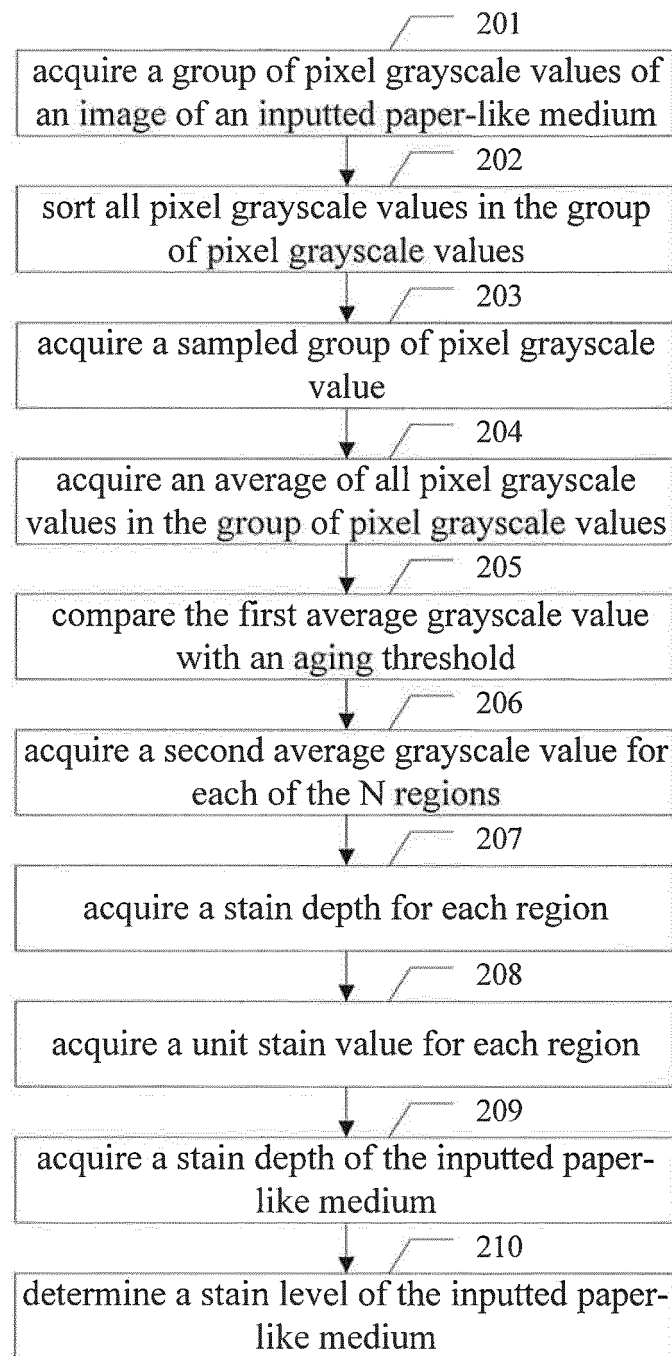 201
acquire a group of pixel grayscale values of
an image of an inputted paper-like medium
202
sort all pixel grayscale values in the group
of pixel grayscale values
203
acquire a sampled group of pixel grayscale
value
204
acquire an average of all pixel grayscale
values in the group of pixel grayscale values
205
compare the first average grayscale value
with an aging threshold
206
acquire a second average grayscale value for
each of the N regions
207
acquire a stain depth for each region
208
acquire a unit stain value for each region
209
acquire a stain depth of the inputted paper-
like medium
210
determine a stain level of the inputted paper-
like medium